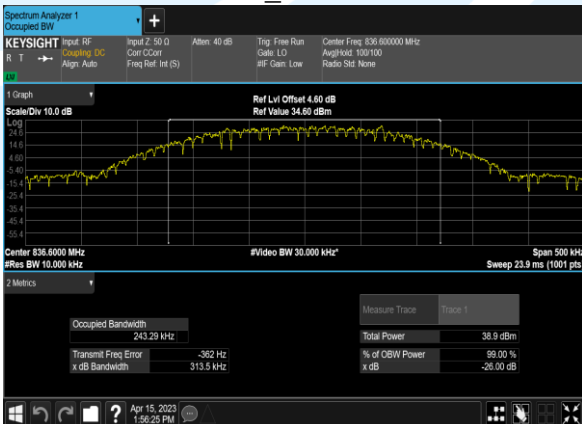 Spectrum Analyzer 1
Occupied BW
KEYSIGHT
R T
LW
Input: RF
Coupling: DC
Align: Auto
Input Z: 50 Ω
Corr CCorr
Freq Ref: Int (S)
Atten: 40 dB
Trig: Free Run
Gate: LO
#IF Gain: Low
Center Freq: 836.600000 MHz
Avg|Hold: 100/100
Radio Std: None
1 Graph
Scale/Div 10.0 dB
Ref Lvl Offset 4.60 dB
Ref Value 34.60 dBm
Log
24.6
14.6
4.60
-5.40
-15.4
-25.4
-35.4
-45.4
-55.4
Center 836.6000 MHz
#Res BW 10.000 kHz
#Video BW 30.000 kHz*
Span 500 kHz
Sweep 23.9 ms (1001 pts
2 Metrics
Measure Trace
Trace 1
Occupied Bandwidth
243.29 kHz
Total Power
38.9 dBm
Transmit Freq Error
-362 Hz
% of OBW Power
99.00 %
x dB Bandwidth
313.5 kHz
x dB
-26.00 dB
?
Apr 15, 2023
1:56:25 PM